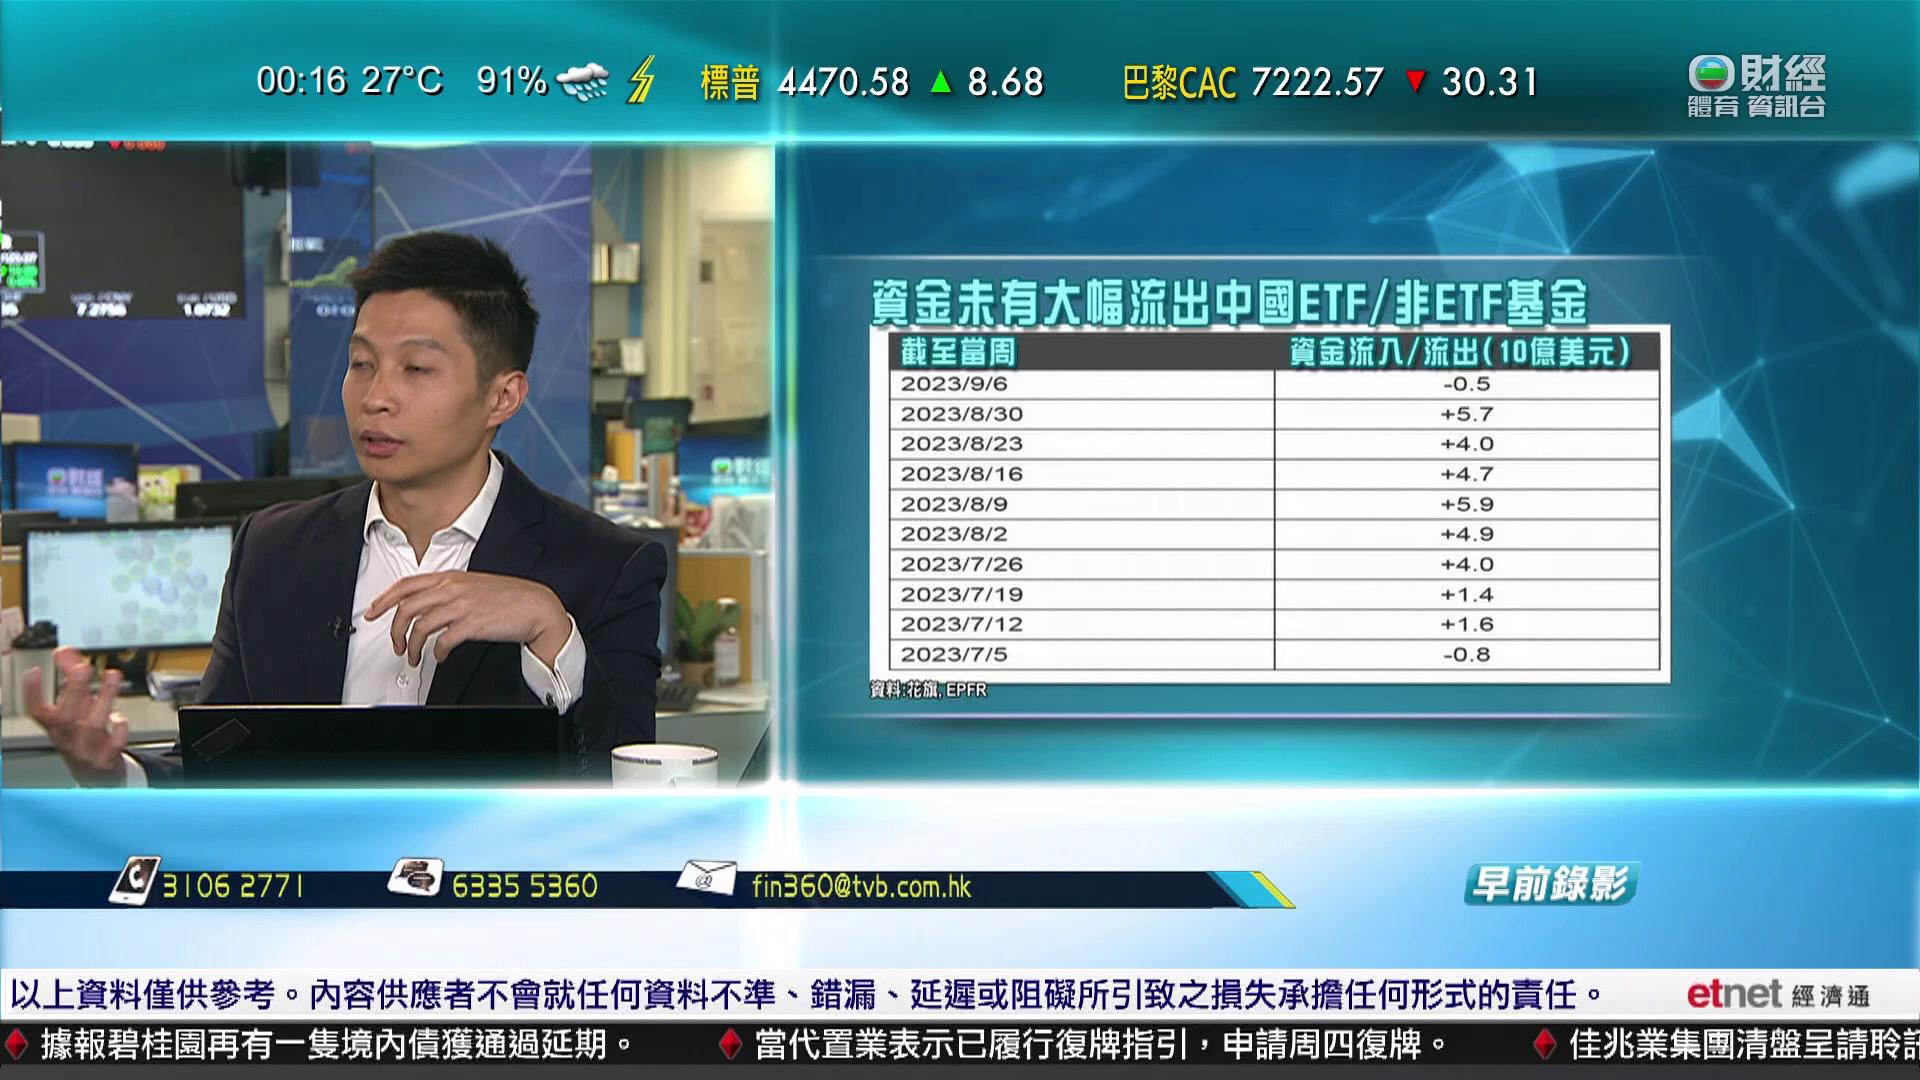 00:16 27°C 91% 標普 4470.58 ▲ 8.68 巴黎CAC 7222.57 ▼ 30.31
財經
體育 資訊台
7.2756 1.0732
資金未有大幅流出中國ETF/非ETF基金
截至當周 資金流入/流出(10億美元)
2023/9/6 -0.5
2023/8/30 +5.7
2023/8/23 +4.0
2023/8/16 +4.7
2023/8/9 +5.9
2023/8/2 +4.9
2023/7/26 +4.0
2023/7/19 +1.4
2023/7/12 +1.6
2023/7/5 -0.8
資料:花旗, EPFR
3106 2771 6335 5360 fin360@tvb.com.hk
早前錄影
以上資料僅供參考。內容供應者不會就任何資料不準、錯漏、延遲或阻礙所引致之損失承擔任何形式的責任。 etnet 經濟通
據報碧桂園再有一隻境內債獲通過延期。 當代置業表示已履行復牌指引，申請周四復牌。 佳兆業集團清盤呈請聆訊